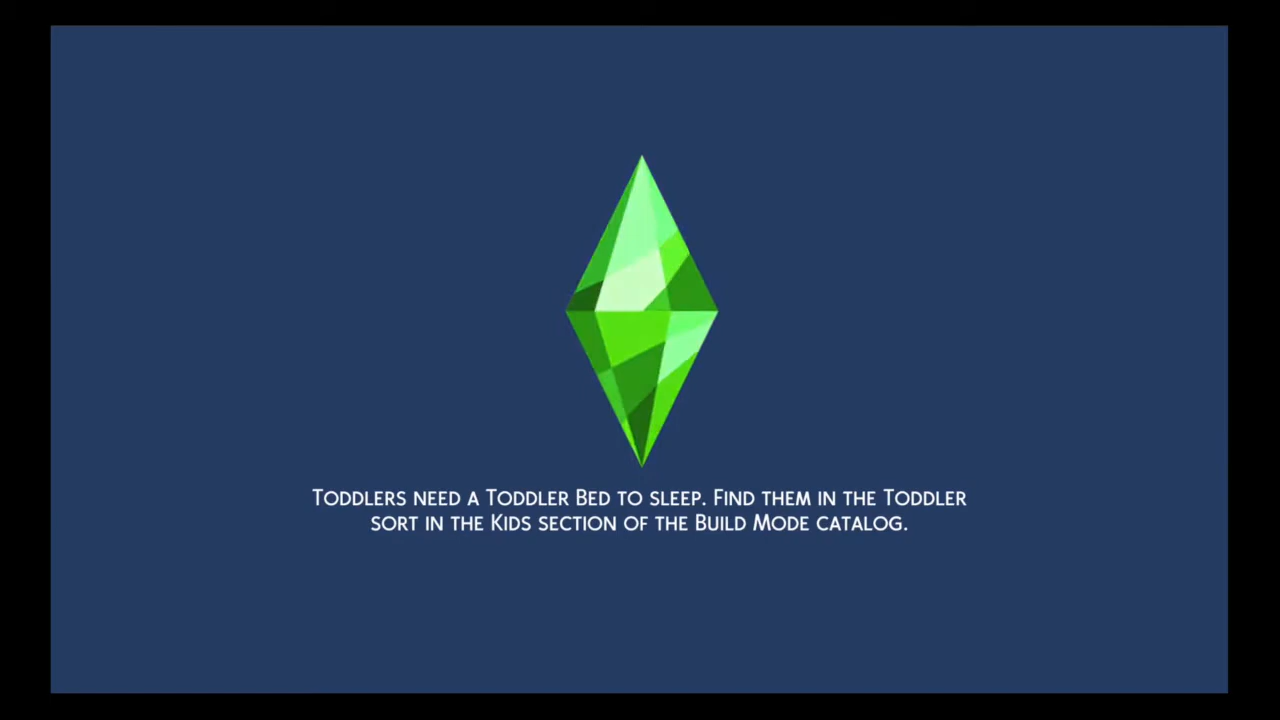 Toddlers need a Toddler Bed to sleep. Find them in the Toddler
sort in the Kids section of the Build Mode catalog.